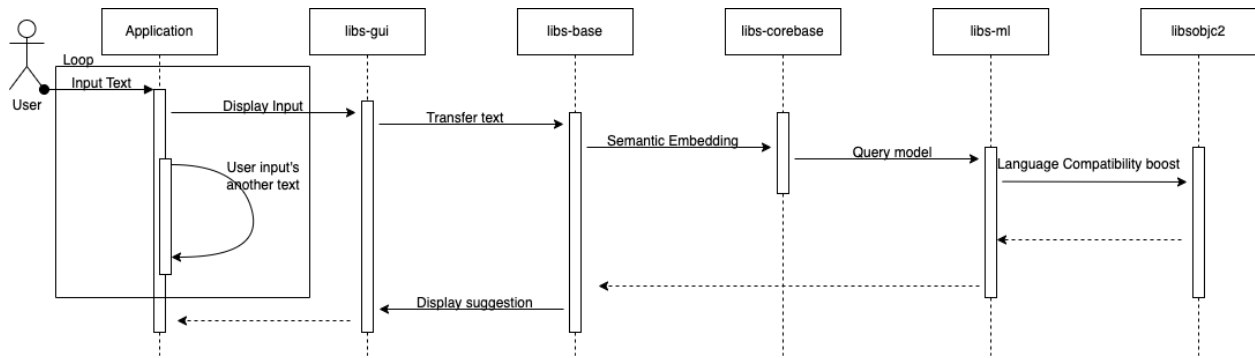 Application
libs-gui
libs-base
libs-corebase
libs-ml
libsobjc2
Loop
Input Text
User
Display Input
Transfer text
Semantic Embedding
Query model
Language Compatibility boost
User input's
another text
Display suggestion